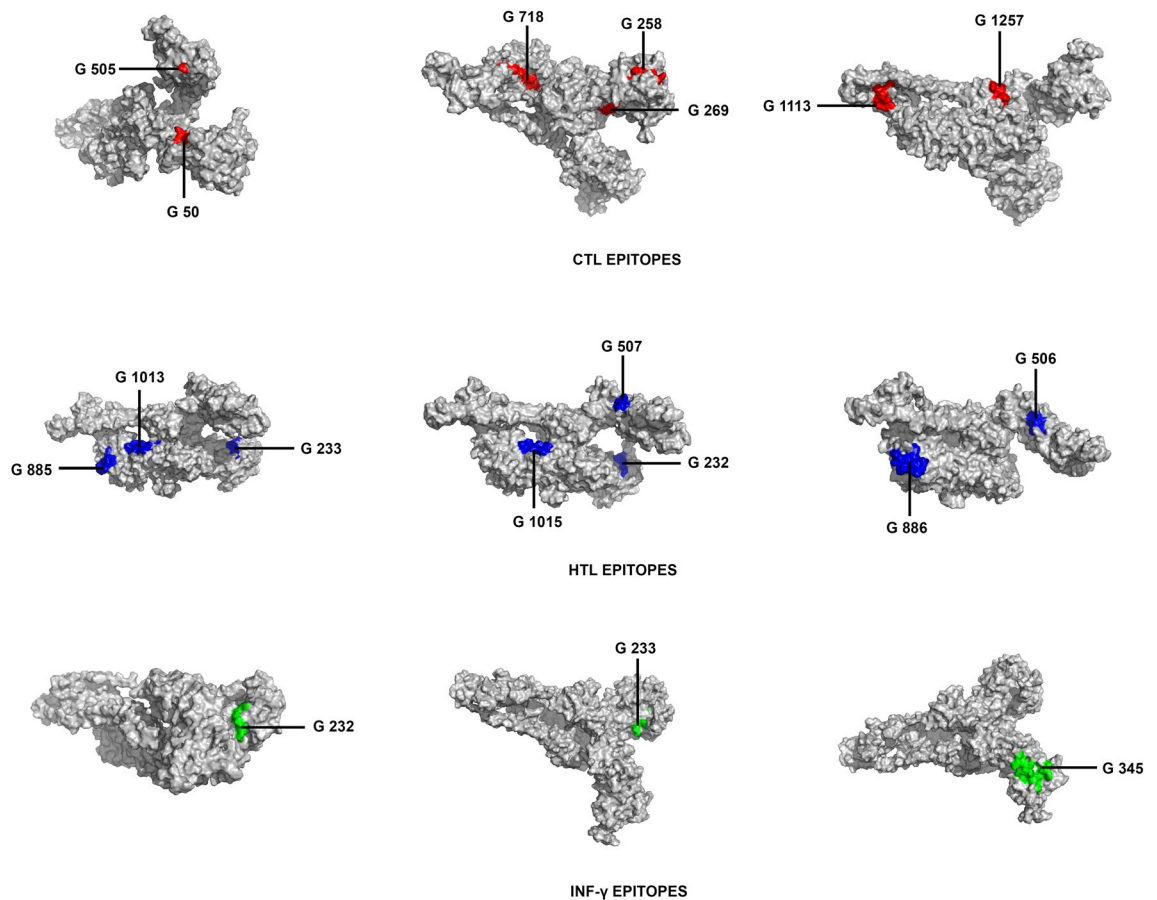 G 505
G 50
G 718
G 258
G 269
G 1257
G 1113
CTL EPITOPES
G 1013
G 885
G 233
G 507
G 232
G 1015
G 506
G 886
HTL EPITOPES
G 232
G 233
G 345
INF-γ EPITOPES